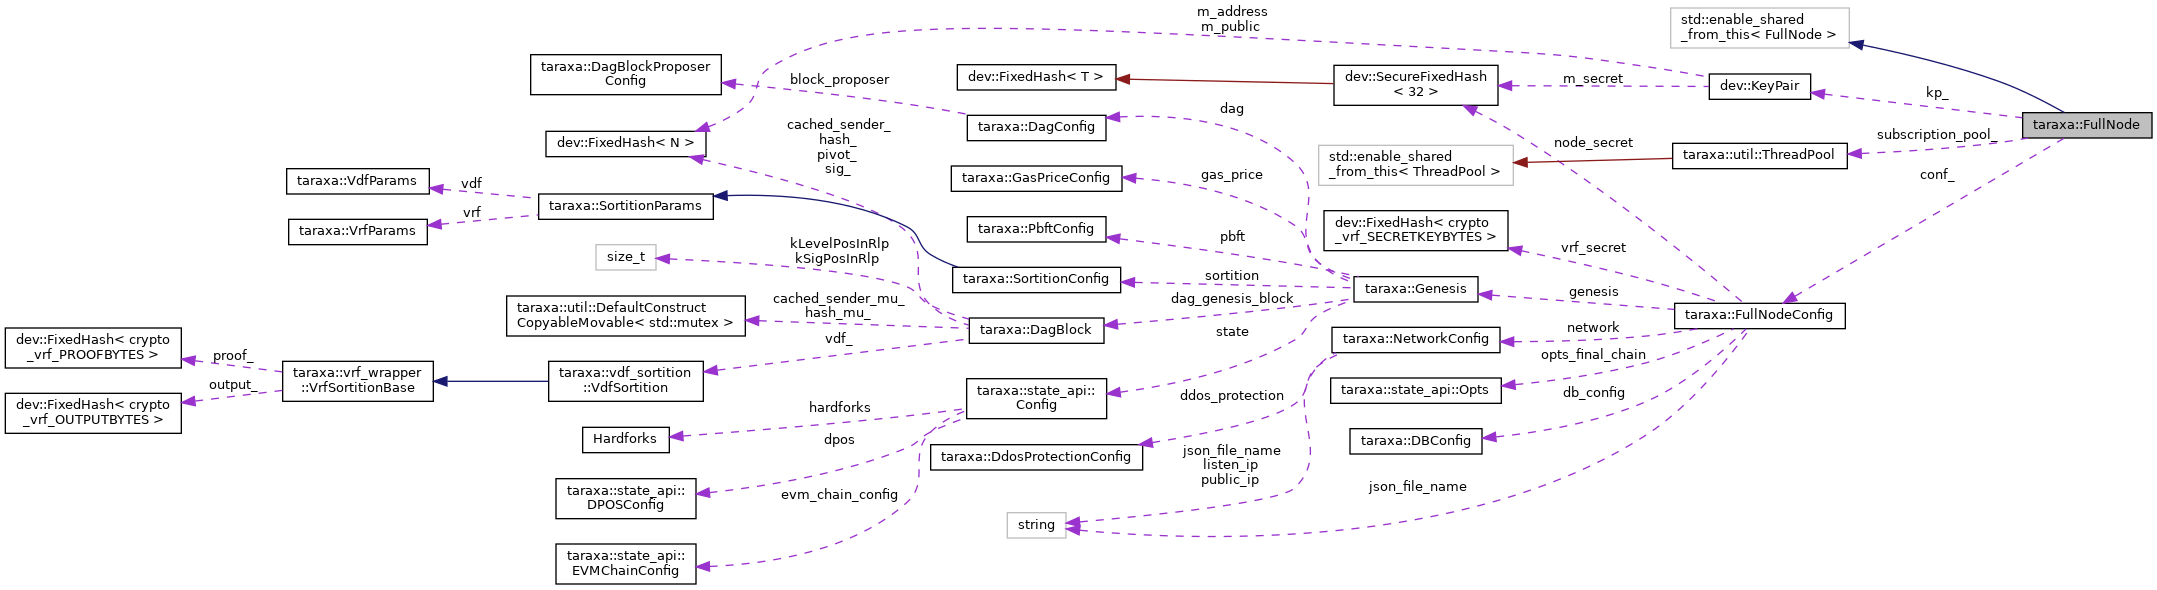 m_address
m_public
std::enable_shared
_from_this< FullNode >
taraxa::DagBlockProposer
Config
block_proposer
dev::FixedHash< T >
dev::SecureFixedHash
< 32 >
m_secret
dev::KeyPair
kp_
taraxa::FullNode
dag
taraxa::DagConfig
cached_sender_
hash_
pivot_
sig_
dev::FixedHash< N >
node_secret
subscription_pool_
taraxa::util::ThreadPool
std::enable_shared
_from_this< ThreadPool >
conf_
taraxa::VdfParams
vdf
taraxa::GasPriceConfig
gas_price
taraxa::SortitionParams
vrf
taraxa::VrfParams
taraxa::PbftConfig
pbft
dev::FixedHash< crypto
_vrf_SECRETKEYBYTES >
vrf_secret
size_t
kLevelPosInRlp
kSigPosInRlp
taraxa::SortitionConfig
sortition
taraxa::Genesis
genesis
taraxa::FullNodeConfig
taraxa::util::DefaultConstruct
CopyableMovable< std::mutex >
cached_sender_mu_
hash_mu_
dag_genesis_block
taraxa::DagBlock
state
network
taraxa::NetworkConfig
dev::FixedHash< crypto
_vrf_PROOFBYTES >
proof_
vdf_
opts_final_chain
taraxa::vrf_wrapper
::VrfSortitionBase
taraxa::vdf_sortition
::VdfSortition
output_
dev::FixedHash< crypto
_vrf_OUTPUTBYTES >
taraxa::state_api::
Config
taraxa::state_api::Opts
db_config
ddos_protection
hardforks
Hardforks
dpos
taraxa::DBConfig
taraxa::DdosProtectionConfig
json_file_name
listen_ip
public_ip
json_file_name
taraxa::state_api::
DPOSConfig
evm_chain_config
string
taraxa::state_api::
EVMChainConfig